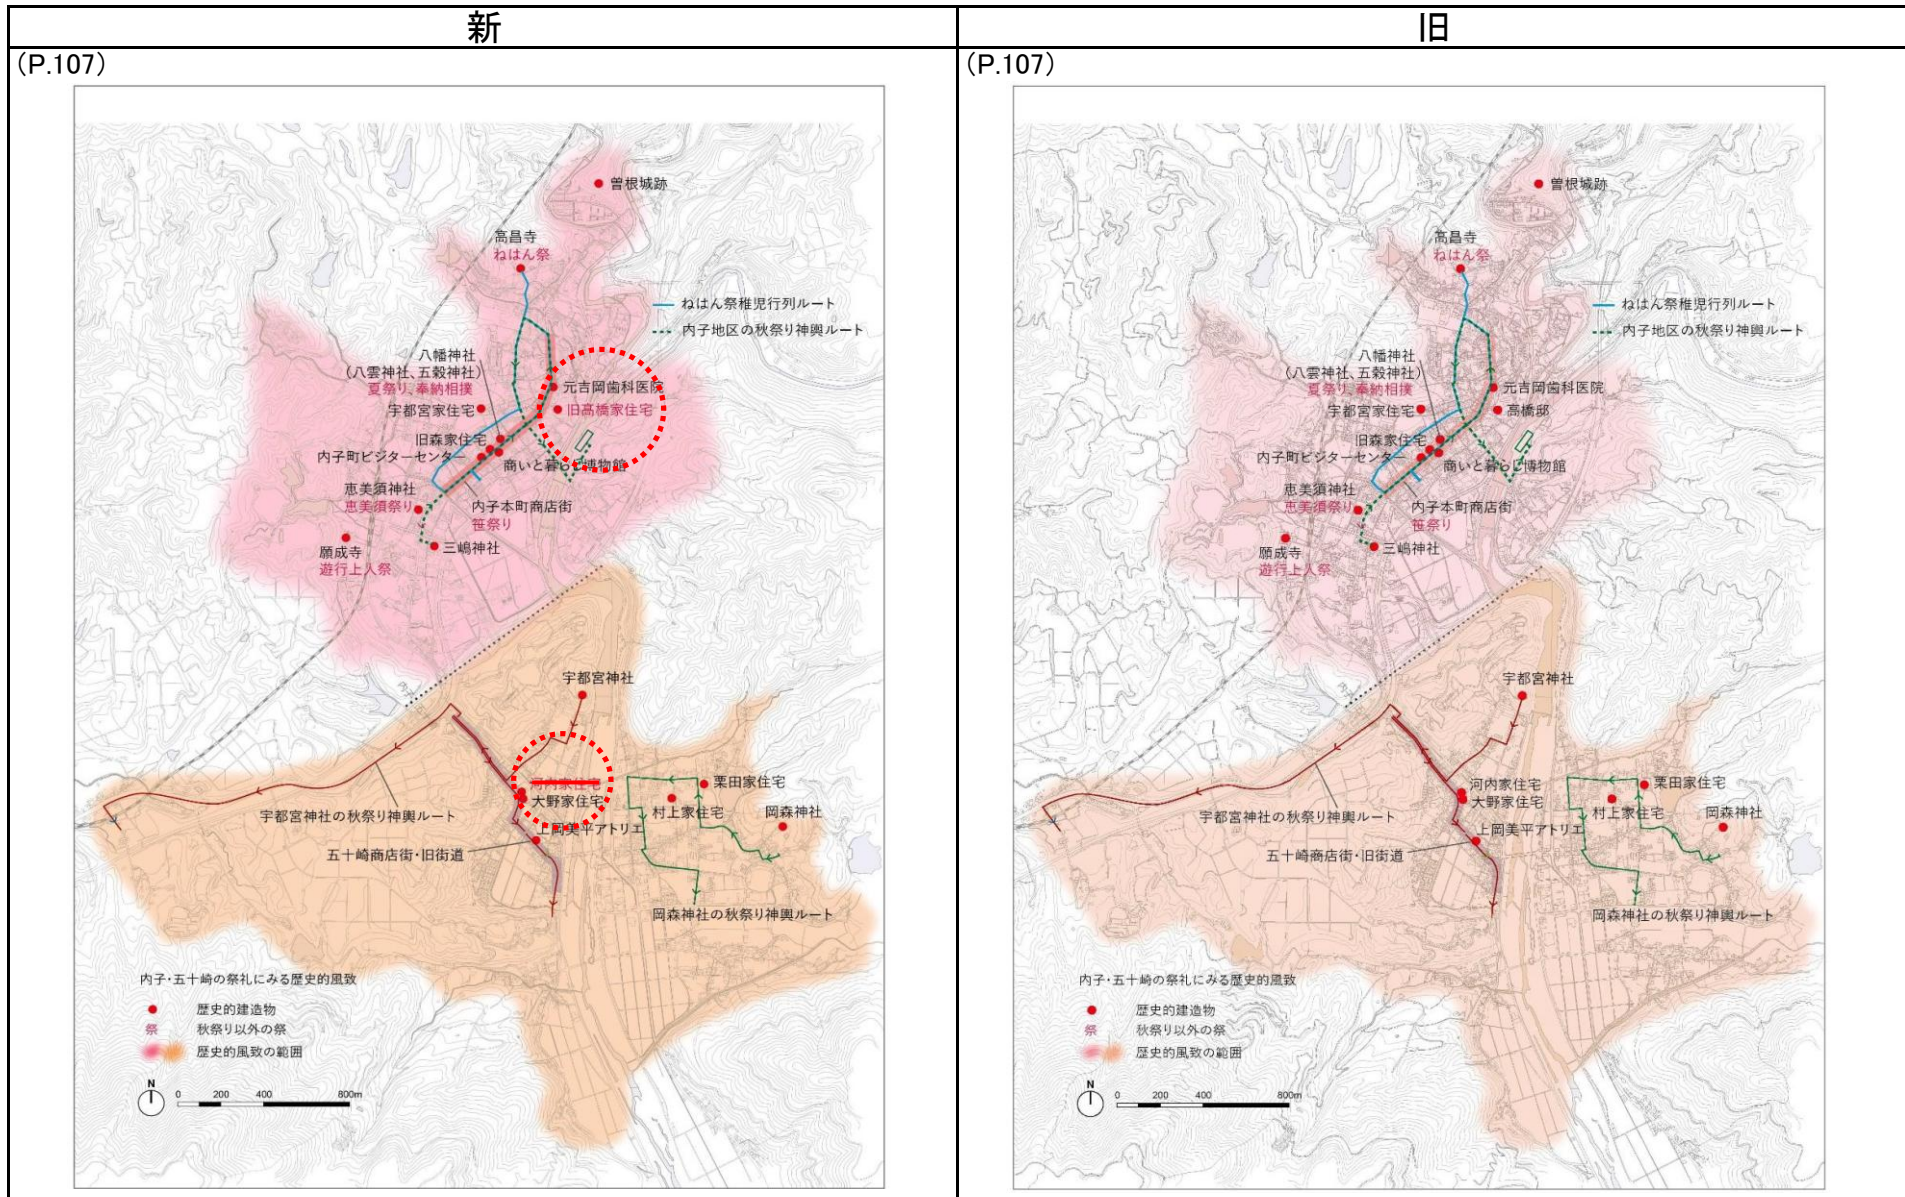 新
(P.107)
曽根城跡
高昌寺
ねはん祭
ねはん祭稚児行列ルート
内子地区の秋祭り神輿ルート
八幡神社
(八雲神社、五穀神社)
夏祭り、奉納相撲
元吉岡歯科医院
宇都宮家住宅
旧髙橋家住宅
旧森家住宅
内子町ビジターセンター
商いと暮らし博物館
恵美須神社
恵美須祭り
内子本町商店街
笹祭り
願成寺
遊行上人祭
三嶋神社
宇都宮神社
河内家住宅
大野家住宅
栗田家住宅
村上家住宅
岡森神社
宇都宮神社の秋祭り神輿ルート
上岡美平アトリエ
五十崎商店街・旧街道
岡森神社の秋祭り神輿ルート
内子・五十崎の祭礼にみる歴史的風致
歴史的建造物
祭 秋祭り以外の祭
歴史的風致の範囲
N
0 200 400 800m
旧
(P.107)
曽根城跡
高昌寺
ねはん祭
ねはん祭稚児行列ルート
内子地区の秋祭り神輿ルート
八幡神社
(八雲神社、五穀神社)
夏祭り、奉納相撲
元吉岡歯科医院
宇都宮家住宅
高橋邸
旧森家住宅
内子町ビジターセンター
商いと暮らし博物館
恵美須神社
恵美須祭り
内子本町商店街
笹祭り
願成寺
遊行上人祭
三嶋神社
宇都宮神社
河内家住宅
大野家住宅
栗田家住宅
村上家住宅
岡森神社
宇都宮神社の秋祭り神輿ルート
上岡美平アトリエ
五十崎商店街・旧街道
岡森神社の秋祭り神輿ルート
内子・五十崎の祭礼にみる歴史的風致
歴史的建造物
祭 秋祭り以外の祭
歴史的風致の範囲
N
0 200 400 800m